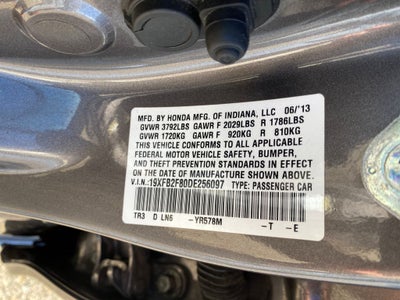 MFD. BY HONDA MFG. OF INDIANA, LLC 06/'13
GVWR 3792LBS GAWR F 2029LBS R 1786LBS
GVWR 1720KG GAWR F 920KG R 810KG
THIS VEHICLE CONFORMS TO ALL APPLICABLE
FEDERAL MOTOR VEHICLE SAFETY, BUMPER,
AND THEFT PREVENTION STANDARDS IN EFFECT
ON THE DATE OF MANUFACTURE SHOWN ABOVE.
V.I.N.:19XFB2F80DE256097 TYPE: PASSENGER CAR
TR3 D LN6 -YR578M -T -E